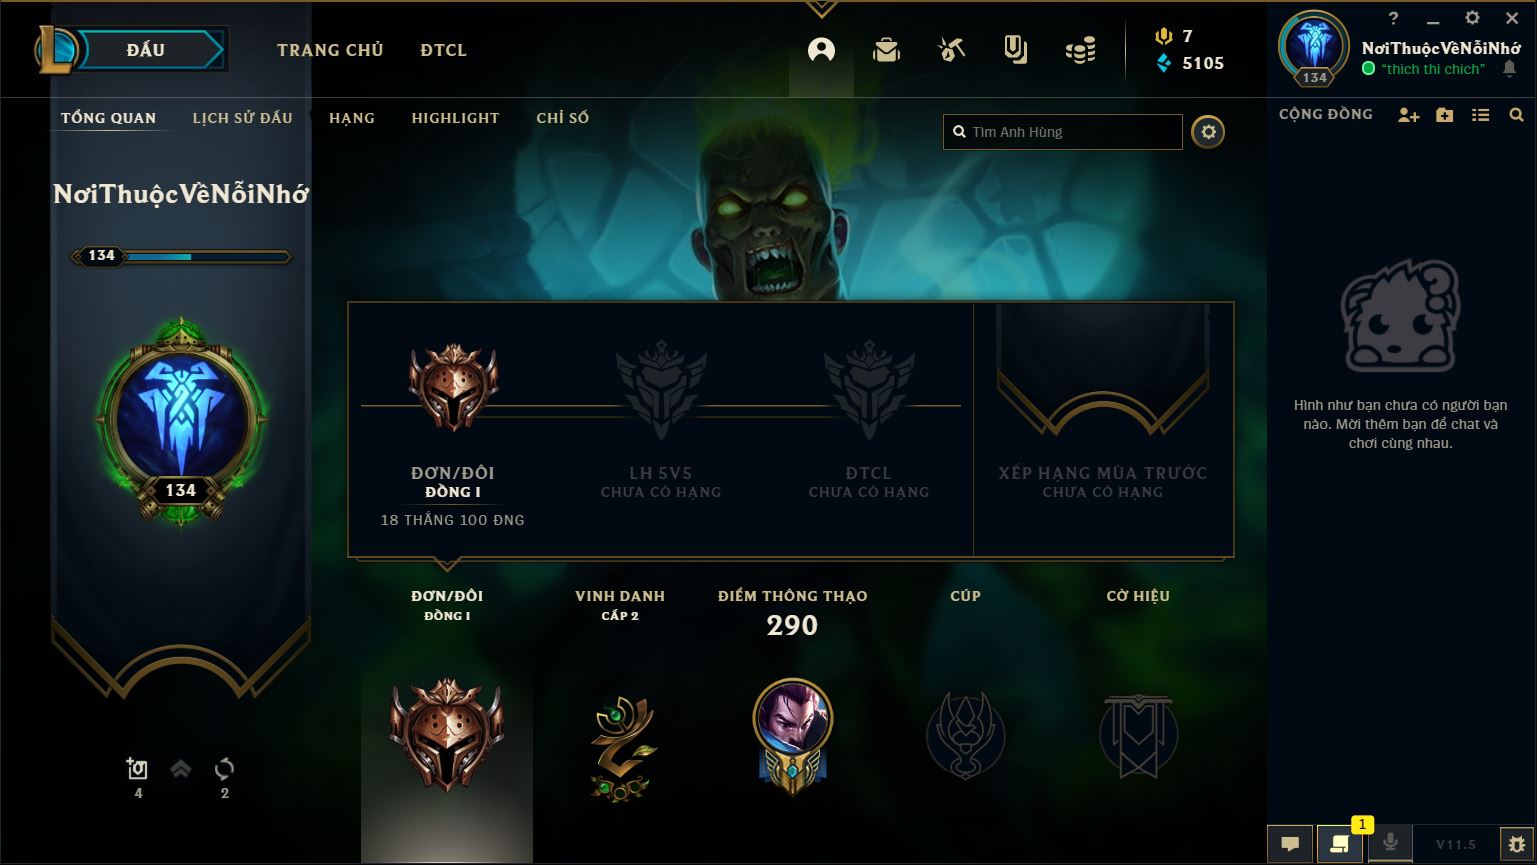 ĐẤU
TRANG CHỦ
ĐTCL
7
5105
?
NơiThuộcVềNỗiNhớ
134
“thich thi chich”
TỔNG QUAN
LỊCH SỬ ĐẤU
HẠNG
HIGHLIGHT
CHỈ SỐ
Tìm Anh Hùng
CỘNG ĐỒNG
NơiThuộcVềNỗiNhớ
134
134
ĐƠN/ĐÔI
ĐỒNG I
18 THẮNG 100 ĐNG
LH 5V5
CHƯA CÓ HẠNG
ĐTCL
CHƯA CÓ HẠNG
XẾP HẠNG MÙA TRƯỚC
CHƯA CÓ HẠNG
Hình như bạn chưa có người bạn
nào. Mời thêm bạn để chat và
chơi cùng nhau.
ĐƠN/ĐÔI
ĐỒNG I
VINH DANH
CẤP 2
ĐIỂM THÔNG THẠO
290
CÚP
CỜ HIỆU
4
2
1
V11.5